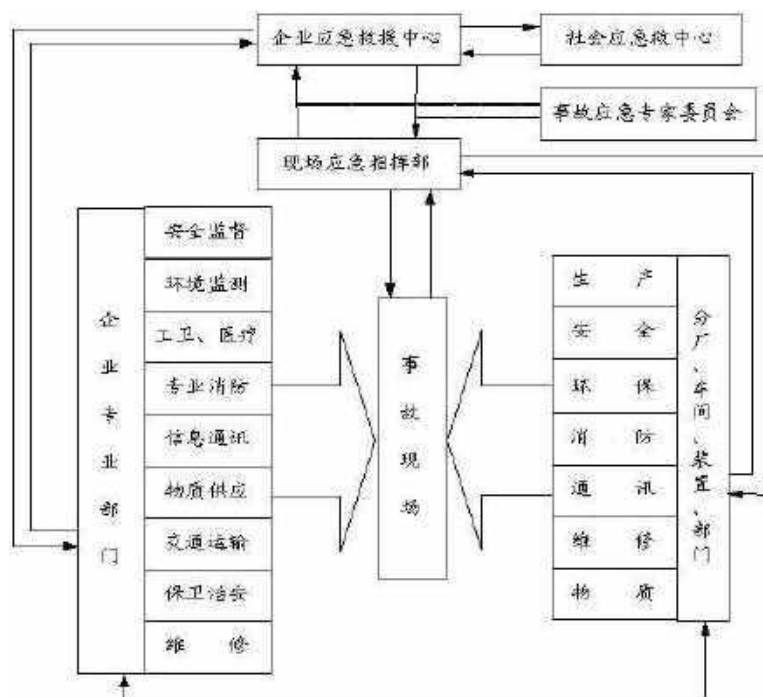 企业应急救援中心
社会应急救中心
事故应急专家委员会
现场应急指挥部
企业专业部门
安全监督
环境监测
工卫、医疗
专业消防
信息通讯
物质供应
交通运输
保卫治安
维修
事故现场
生产
安全
环保
消防
通讯
维修
物质
分厂、车间、装置、部门